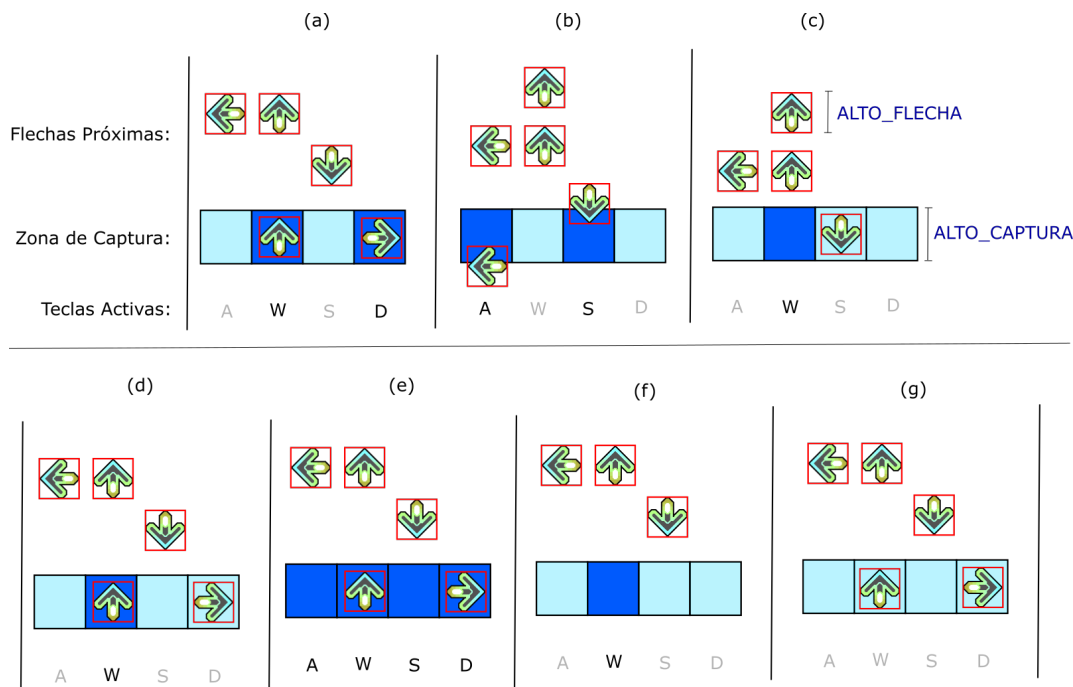 (a) (b) (c)
Flechas Próximas: ALTO_FLECHA
Zona de Captura: ALTO_CAPTURA
Teclas Activas: A W S D A W S D A W S D
(d) (e) (f) (g)
A W S D A W S D A W S D A W S D